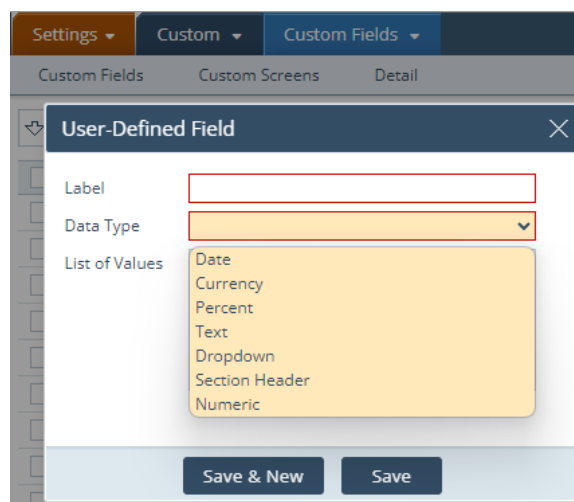 Settings Custom Custom Fields
Custom Fields Custom Screens Detail
User-Defined Field
Label
Data Type
List of Values
Date
Currency
Percent
Text
Dropdown
Section Header
Numeric
Save & New Save